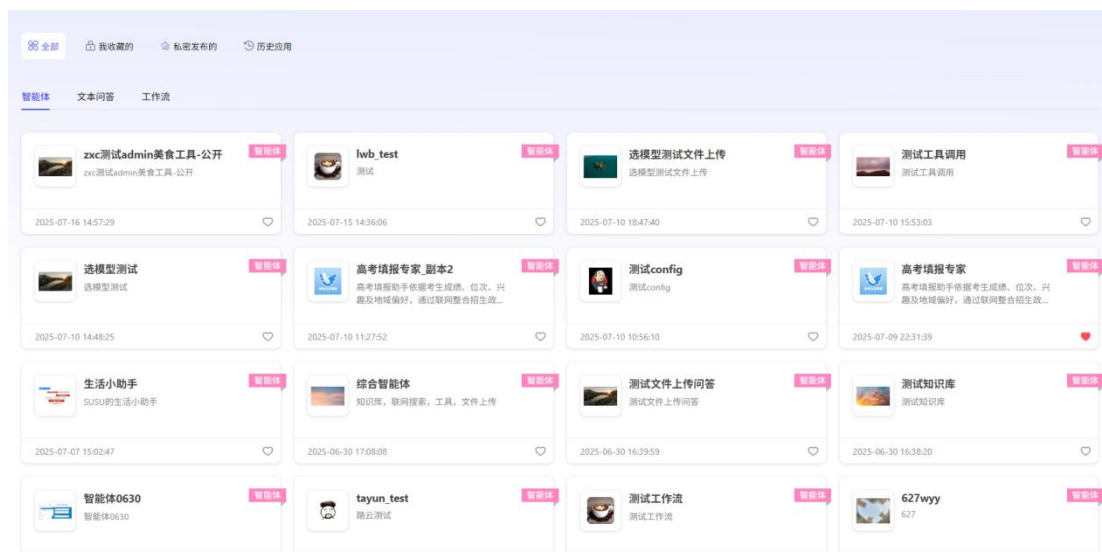 全部 我收藏的 私密发布的 历史应用
智能体 文本问答 工作流
zxc测试admin美食工具-公开 智能体
zxc测试admin美食工具-公开
2025-07-16 14:57:29
lwb_test 智能体
测试
2025-07-15 14:36:06
选模型测试文件上传 智能体
选模型测试文件上传
2025-07-10 18:47:40
测试工具调用 智能体
测试工具调用
2025-07-10 15:53:03
选模型测试 智能体
选模型测试
2025-07-10 14:48:25
高考填报专家_副本2 智能体
高考填报助手依据考生成绩、位次、兴
趣及地域偏好，通过联网整合招生政...
2025-07-10 11:27:52
测试config 智能体
测试config
2025-07-10 10:56:10
高考填报专家 智能体
高考填报助手依据考生成绩、位次、兴
趣及地域偏好，通过联网整合招生政...
2025-07-09 22:31:39
生活小助手 智能体
SUSU的生活小助手
2025-07-07 15:02:47
综合智能体 智能体
知识库，联网搜索，工具，文件上传
2025-06-30 17:08:08
测试文件上传问答 智能体
测试文件上传问答
2025-06-30 16:39:59
测试知识库 智能体
测试知识库
2025-06-30 16:38:20
智能体0630 智能体
智能体0630
tayun_test 智能体
踏云测试
测试工作流 智能体
测试工作流
627wyy 智能体
627